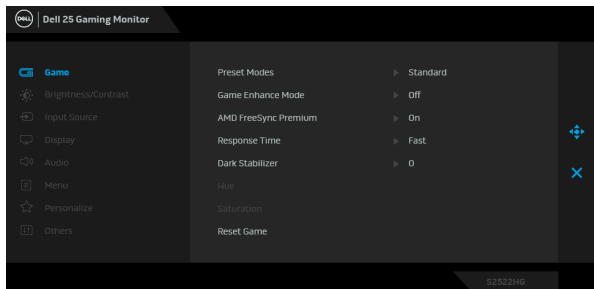 DELL Dell 25 Gaming Monitor
Game
Brightness/Contrast
Input Source
Display
Audio
Menu
Personalize
Others
Preset Modes Standard
Game Enhance Mode Off
AMD FreeSync Premium On
Response Time Fast
Dark Stabilizer 0
Hue
Saturation
Reset Game
S2522HG